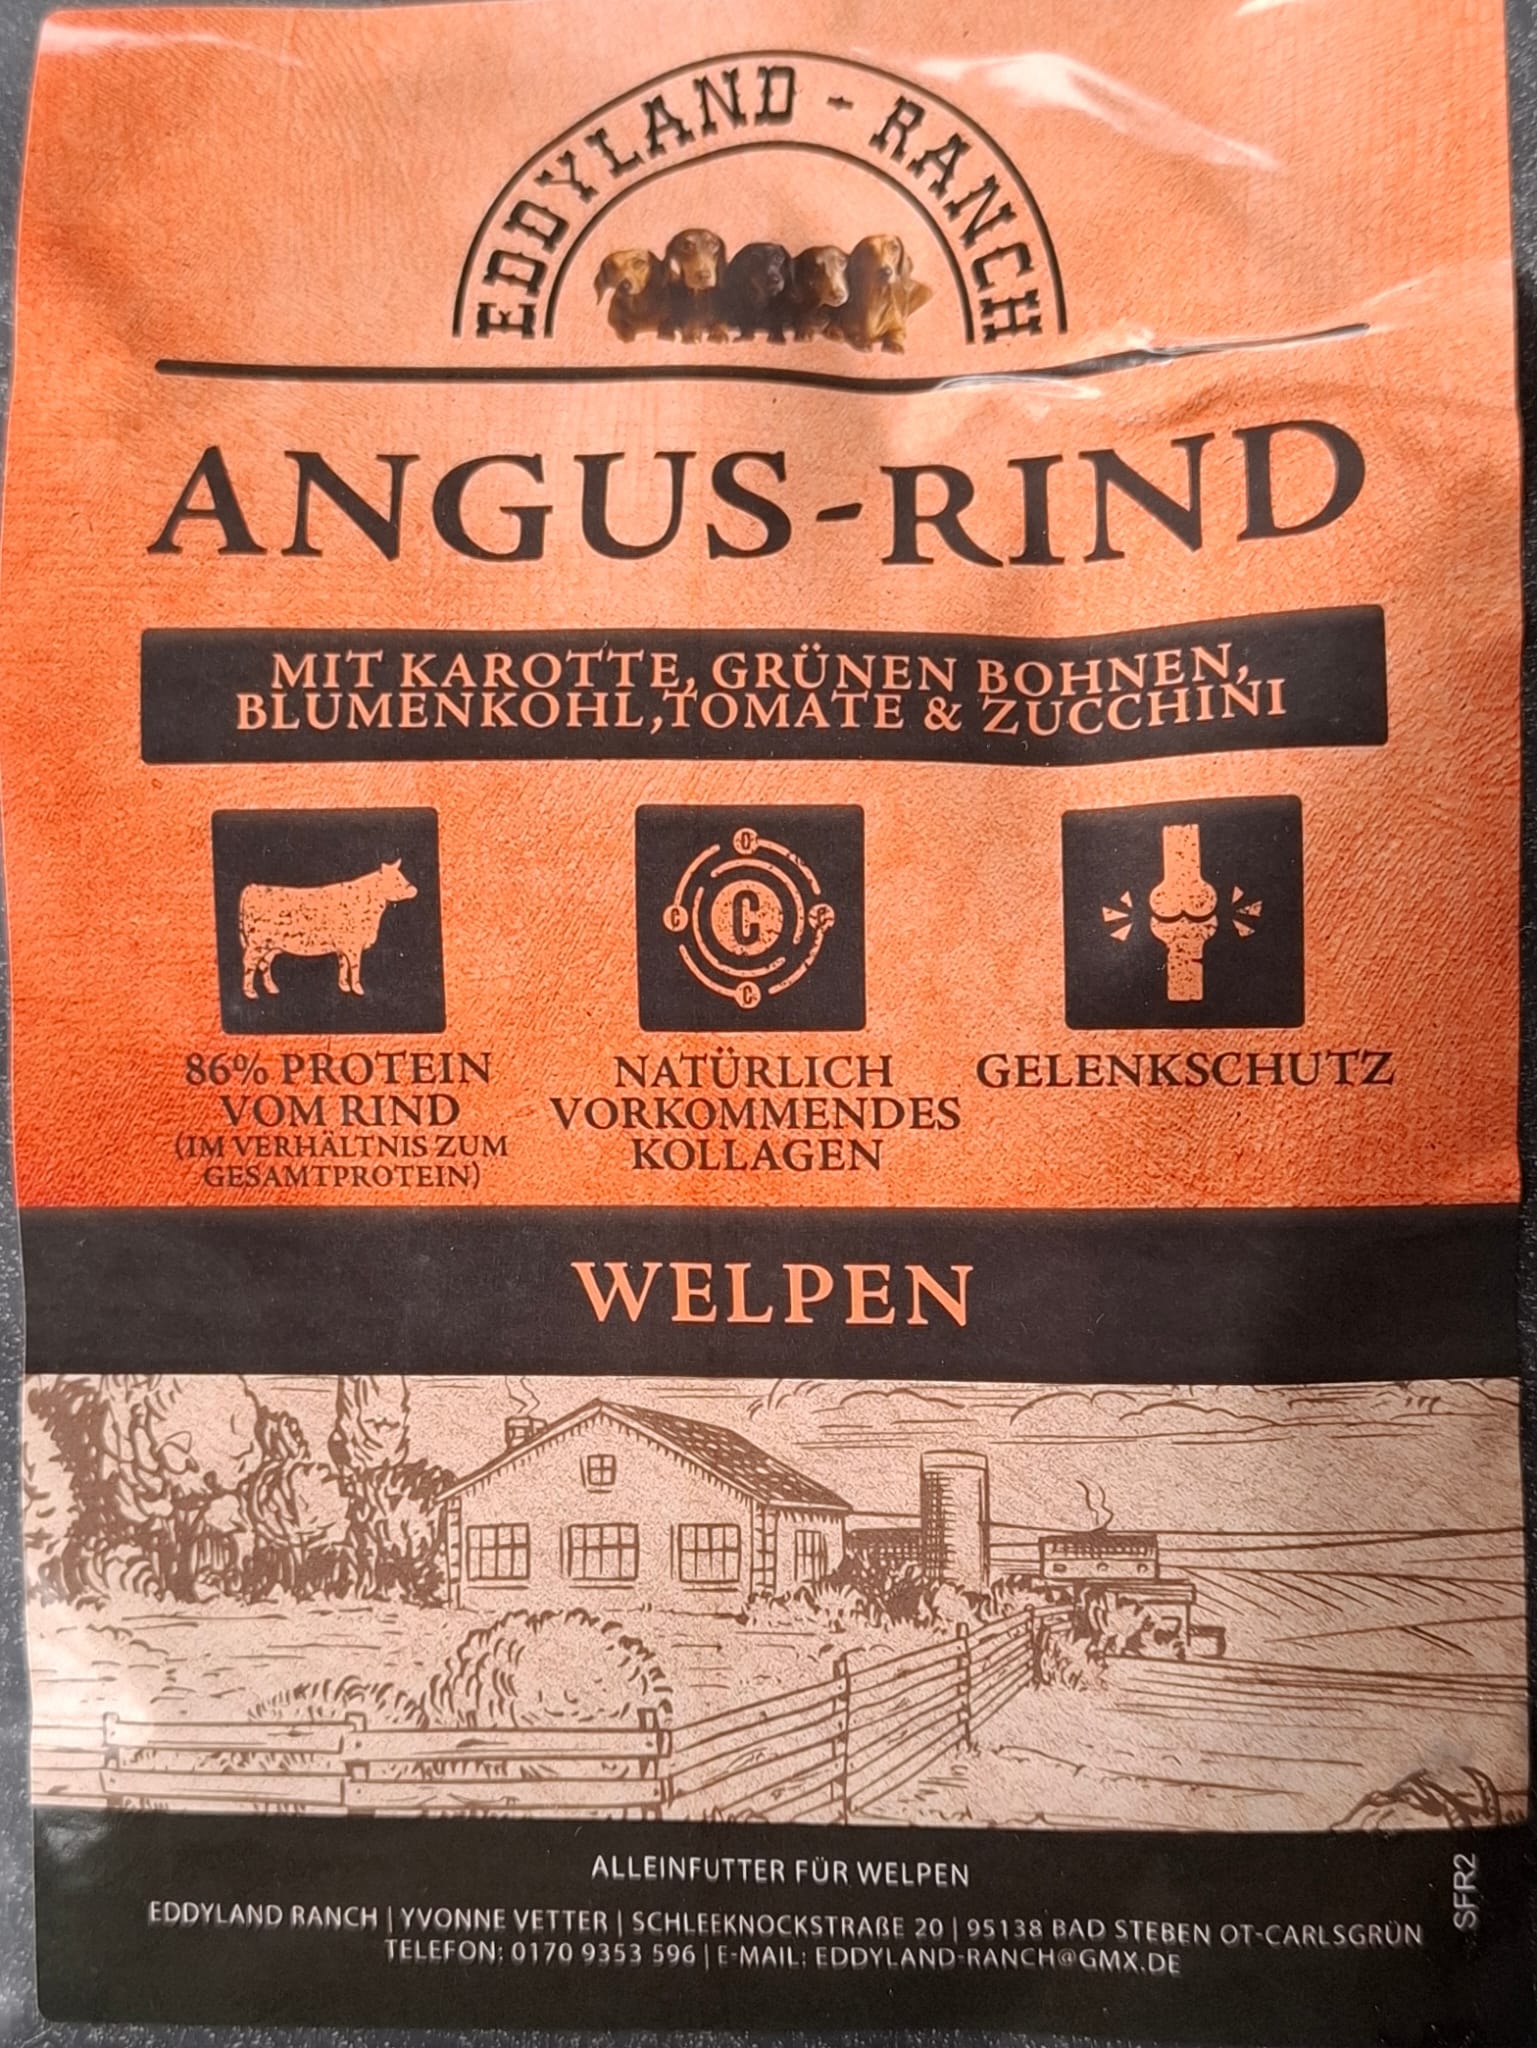 EDDYLAND - RANCH
ANGUS-RIND
MIT KAROTTE, GRÜNEN BOHNEN,
BLUMENKOHL,TOMATE & ZUCCHINI
C
C
C
C
86% PROTEIN
VOM RIND
(IM VERHÄLTNIS ZUM
GESAMTPROTEIN)
NATÜRLICH
VORKOMMENDES
KOLLAGEN
GELENKSCHUTZ
WELPEN
ALLEINFUTTER FÜR WELPEN
EDDYLAND RANCH | YVONNE VETTER | SCHLEEKNOCKSTRAßE 20 | 95138 BAD STEBEN OT-CARLSGRÜN
TELEFON: 0170 9353 596 | E-MAIL: EDDYLAND-RANCH@GMX.DE
SFR2